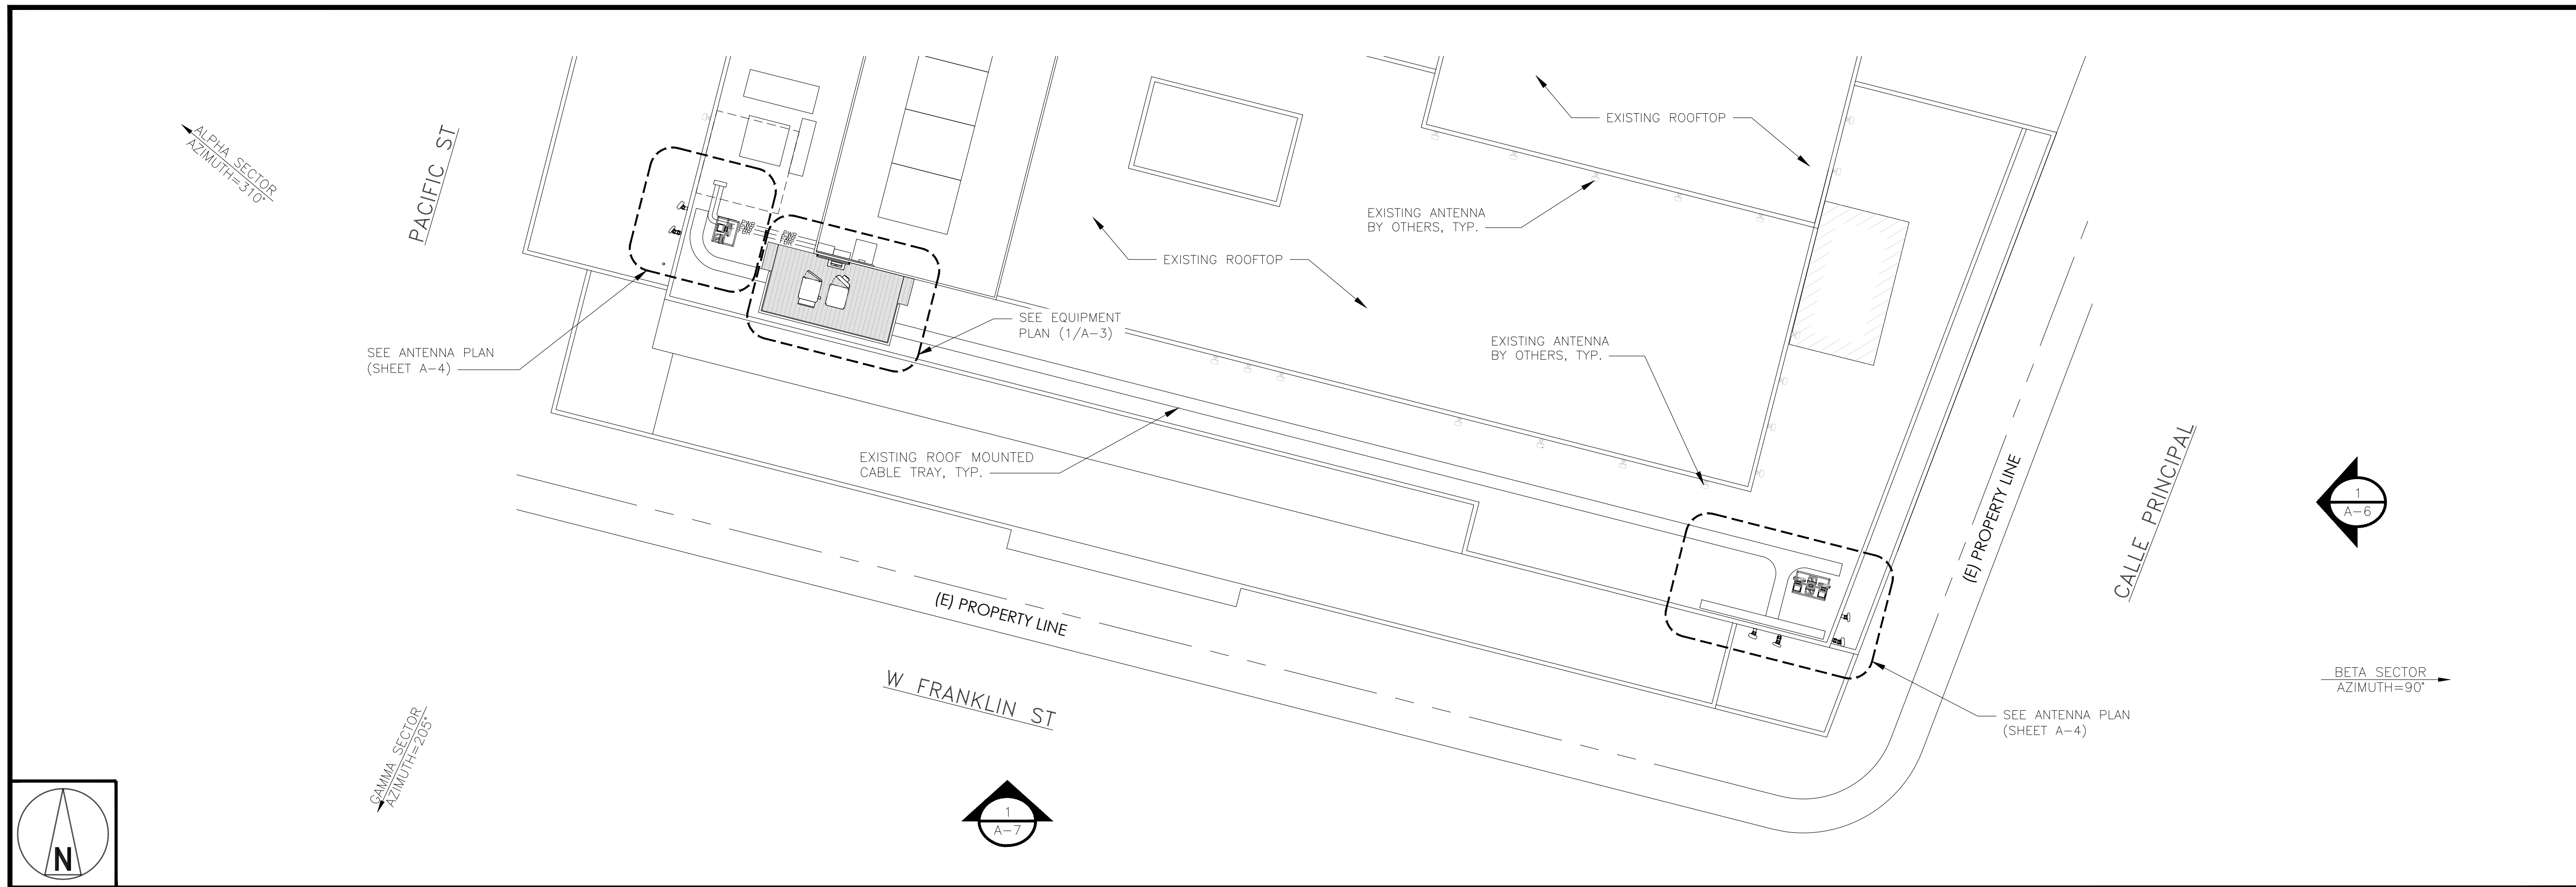 ALPHA SECTOR
AZIMUTH=310°
PACIFIC ST
EXISTING ROOFTOP
EXISTING ANTENNA
BY OTHERS, TYP.
EXISTING ROOFTOP
SEE EQUIPMENT
PLAN (1/A-3)
SEE ANTENNA PLAN
(SHEET A-4)
EXISTING ANTENNA
BY OTHERS, TYP.
EXISTING ROOF MOUNTED
CABLE TRAY, TYP.
(E) PROPERTY LINE
CALLE PRINCIPAL
1
A-6
(E) PROPERTY LINE
W FRANKLIN ST
BETA SECTOR
AZIMUTH=90°
SEE ANTENNA PLAN
(SHEET A-4)
GAMMA SECTOR
AZIMUTH=205°
1
A-7
N